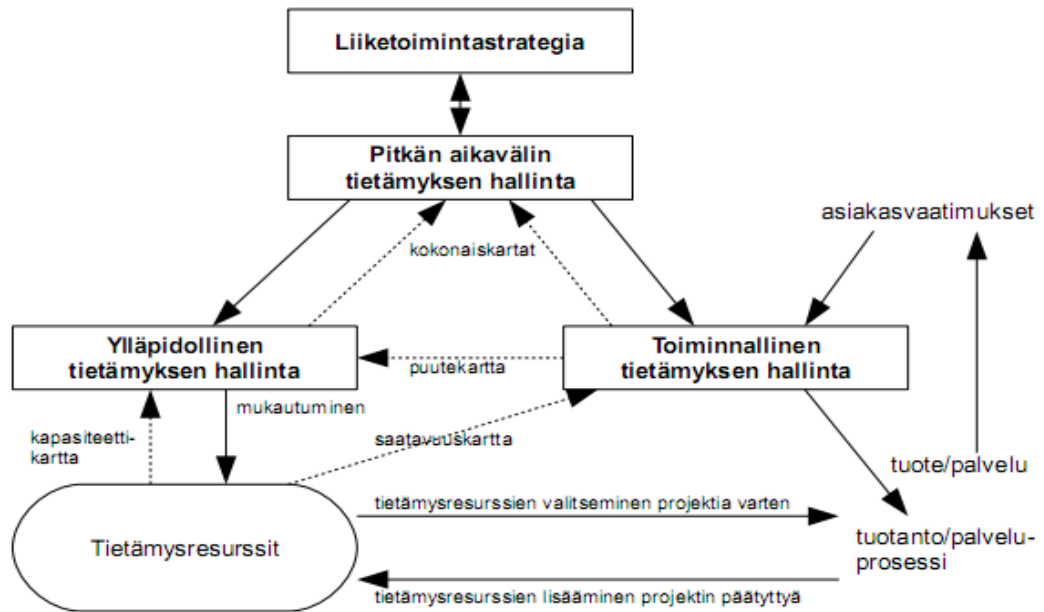 Liiketoimintastrategia
Pitkän aikavälin
tietämyksen hallinta
asiakasvaatimukset
kokonaiskartat
Ylläpidollinen
tietämyksen hallinta
Toiminnallinen
tietämyksen hallinta
puutekartta
mukautuminen
kapasiteetti-
kartta
saatavuuskartta
tuote/palvelu
tietämysresurssien valitseminen projektia varten
Tietämysresurssit
tuotanto/palvelu-
prosessi
tietämysresurssien lisääminen projektin päätyttyä